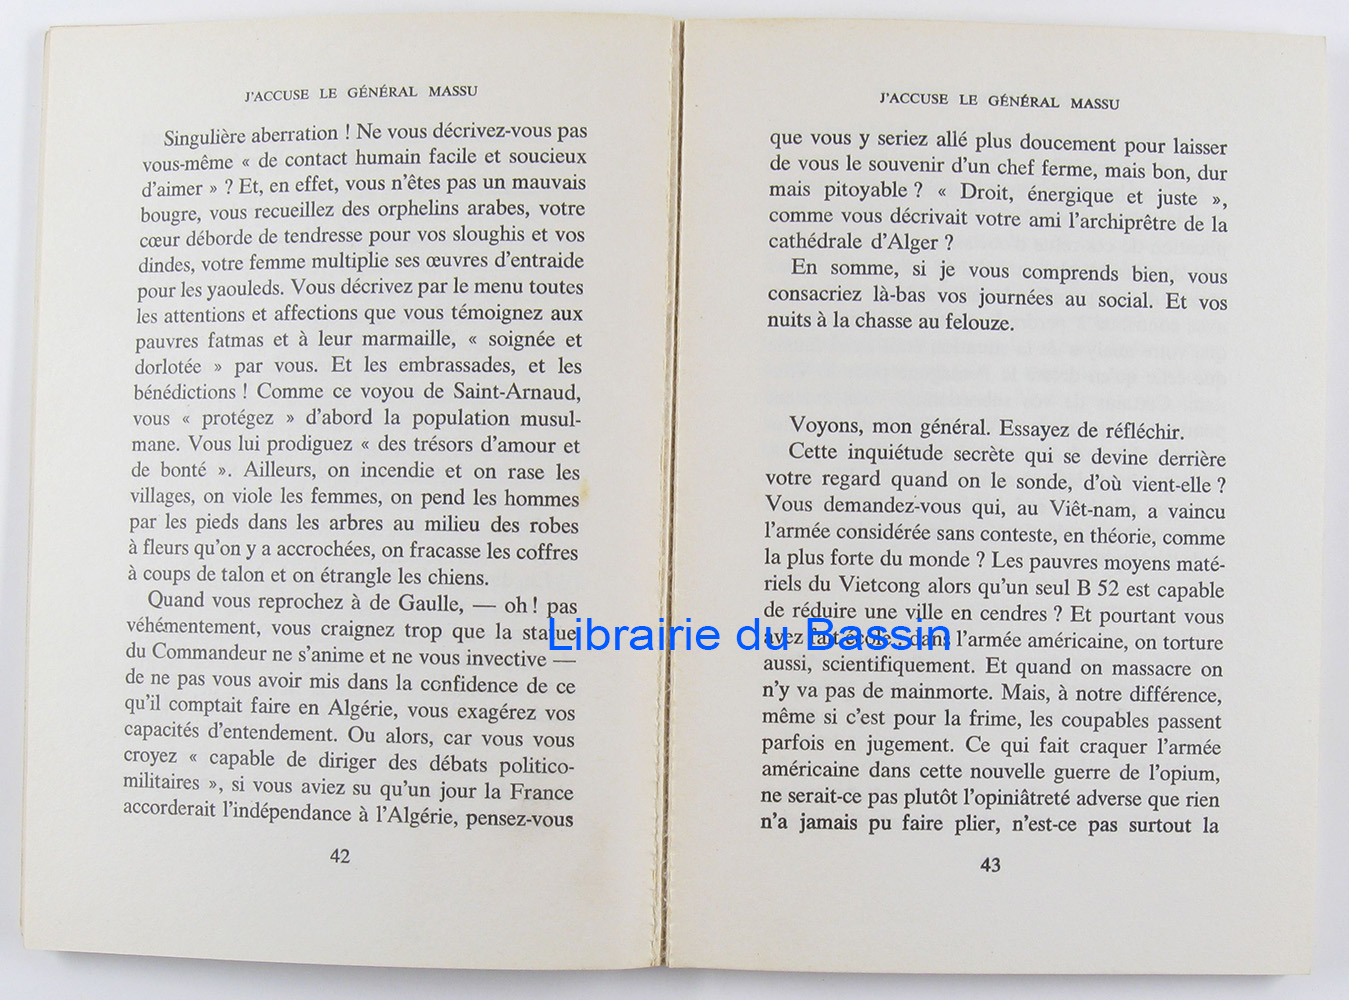 J'ACCUSE LE GÉNÉRAL MASSU
Singulière aberration ! Ne vous décrivez-vous pas
vous-même « de contact humain facile et soucieux
d'aimer » ? Et, en effet, vous n'êtes pas un mauvais
bougre, vous recueillez des orphelins arabes, votre
cœur déborde de tendresse pour vos sloughis et vos
dindes, votre femme multiplie ses œuvres d'entraide
pour les yaouleds. Vous décrivez par le menu toutes
les attentions et affections que vous témoignez aux
pauvres fatmas et à leur marmaille, « soignée et
dorlotée » par vous. Et les embrassades, et les
bénédictions ! Comme ce voyou de Saint-Arnaud,
vous « protégez » d'abord la population musul-
mane. Vous lui prodiguez « des trésors d'amour et
de bonté ». Ailleurs, on incendie et on rase les
villages, on viole les femmes, on pend les hommes
par les pieds dans les arbres au milieu des robes
à fleurs qu'on y a accrochées, on fracasse les coffres
à coups de talon et on étrangle les chiens.
Quand vous reprochez à de Gaulle, — oh ! pas
véhémentement, vous craignez trop que la statue
du Commandeur ne s'anime et ne vous invective —
de ne pas vous avoir mis dans la confidence de ce
qu'il comptait faire en Algérie, vous exagérez vos
capacités d'entendement. Ou alors, car vous vous
croyez « capable de diriger des débats politico-
militaires », si vous aviez su qu'un jour la France
accorderait l'indépendance à l'Algérie, pensez-vous
42
J'ACCUSE LE GÉNÉRAL MASSU
que vous y seriez allé plus doucement pour laisser
de vous le souvenir d'un chef ferme, mais bon, dur
mais pitoyable ? « Droit, énergique et juste »,
comme vous décrivait votre ami l'archiprêtre de la
cathédrale d'Alger ?
En somme, si je vous comprends bien, vous
consacriez là-bas vos journées au social. Et vos
nuits à la chasse au felouze.
Voyons, mon général. Essayez de réfléchir.
Cette inquiétude secrète qui se devine derrière
votre regard quand on le sonde, d'où vient-elle ?
Vous demandez-vous qui, au Viêt-nam, a vaincu
l'armée considérée sans conteste, en théorie, comme
la plus forte du monde ? Les pauvres moyens maté-
riels du Vietcong alors qu'un seul B 52 est capable
de réduire une ville en cendres ? Et pourtant vous
avez fait école : dans l'armée américaine, on torture
aussi, scientifiquement. Et quand on massacre on
n'y va pas de mainmorte. Mais, à notre différence,
même si c'est pour la frime, les coupables passent
parfois en jugement. Ce qui fait craquer l'armée
américaine dans cette nouvelle guerre de l'opium,
ne serait-ce pas plutôt l'opiniâtreté adverse que rien
n'a jamais pu faire plier, n'est-ce pas surtout la
43
Librairie du Bassin